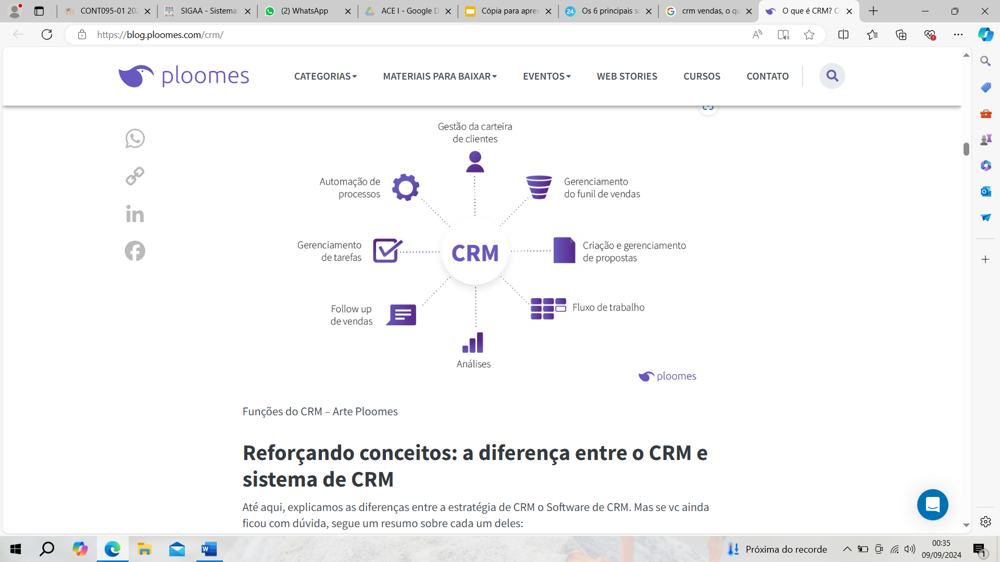 CONT095-01 202
SIGAA - Sistema
(2) WhatsApp
ACE I - Google D
Cópia para apres
24
Os 6 principais so
crm vendas, o qu
O que é CRM? Co
https://blog.ploomes.com/crm/
ploomes
CATEGORIAS
MATERIAIS PARA BAIXAR
EVENTOS
WEB STORIES
CURSOS
CONTATO
Gestão da carteira
de clientes
Automação de
processos
Gerenciamento
do funil de vendas
Gerenciamento
de tarefas
CRM
Criação e gerenciamento
de propostas
Follow up
de vendas
Fluxo de trabalho
Análises
ploomes
Funções do CRM – Arte Ploomes
Reforçando conceitos: a diferença entre o CRM e
sistema de CRM
Até aqui, explicamos as diferenças entre a estratégia de CRM o Software de CRM. Mas se vc ainda
ficou com dúvida, segue um resumo sobre cada um deles:
Próxima do recorde
00:35
09/09/2024
1